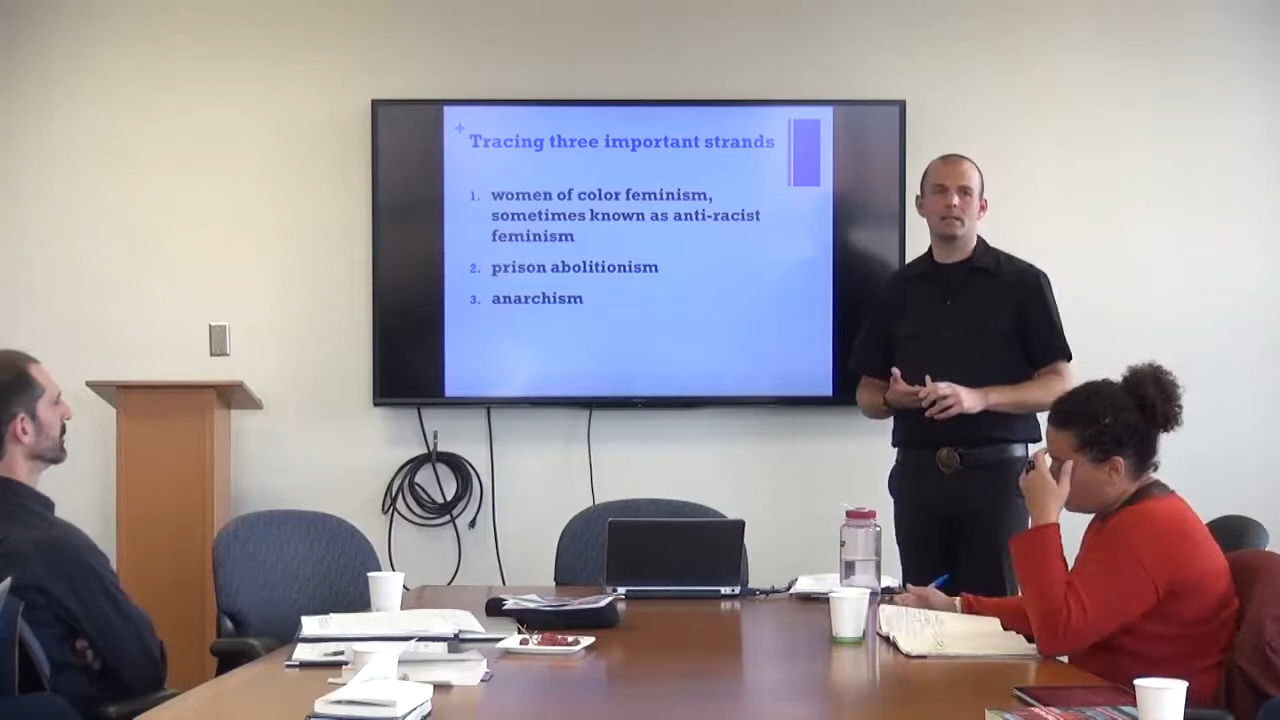 +
Tracing three important strands
1. women of color feminism,
sometimes known as anti-racist
feminism
2. prison abolitionism
3. anarchism